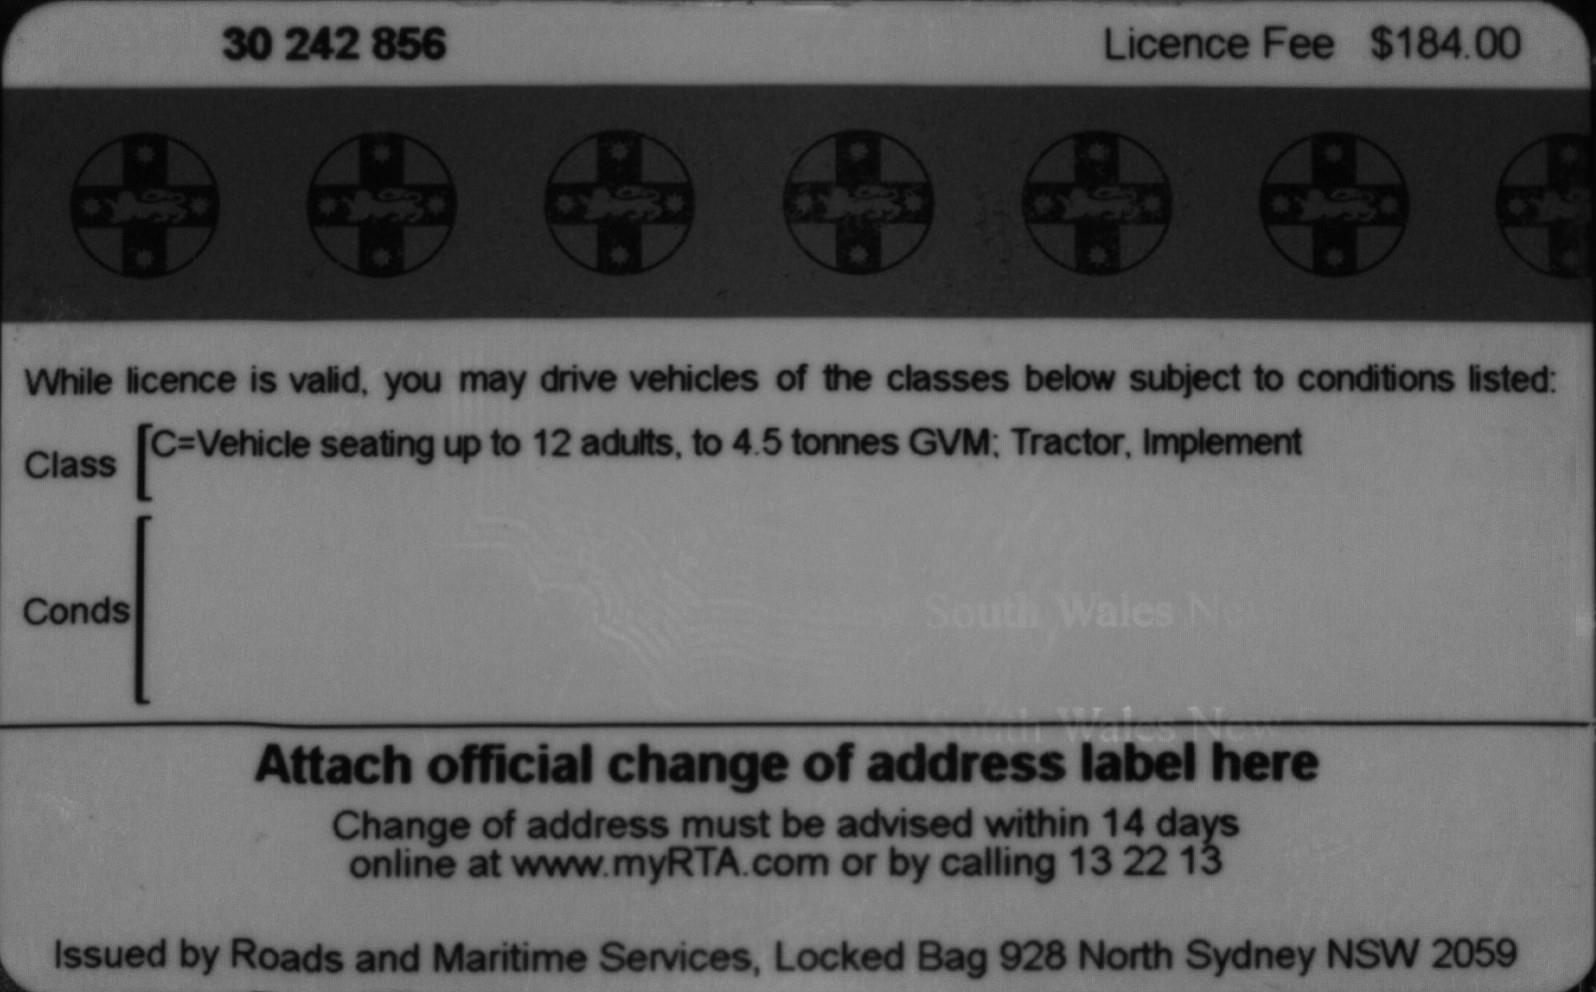 30 242 856 Licence Fee $184.00
While licence is valid, you may drive vehicles of the classes below subject to conditions listed:
Class [C=Vehicle seating up to 12 adults, to 4.5 tonnes GVM; Tractor, Implement
Conds [
South Wales Ne
South Wales New S
Attach official change of address label here
Change of address must be advised within 14 days
online at www.myRTA.com or by calling 13 22 13
Issued by Roads and Maritime Services, Locked Bag 928 North Sydney NSW 2059